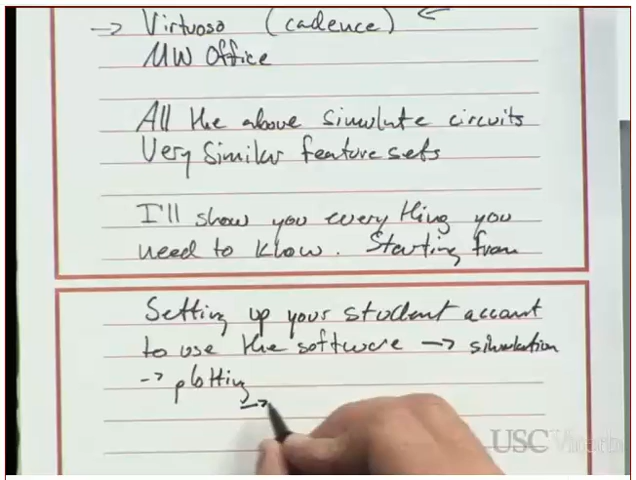 → Virtuoso (cadence) ←
MW Office
All the above simulate circuits
Very similar feature sets
I'll show you everything you
need to know. Starting from
Setting up your student account
to use the software → simulation
→ plotting
→
USC Viterbi